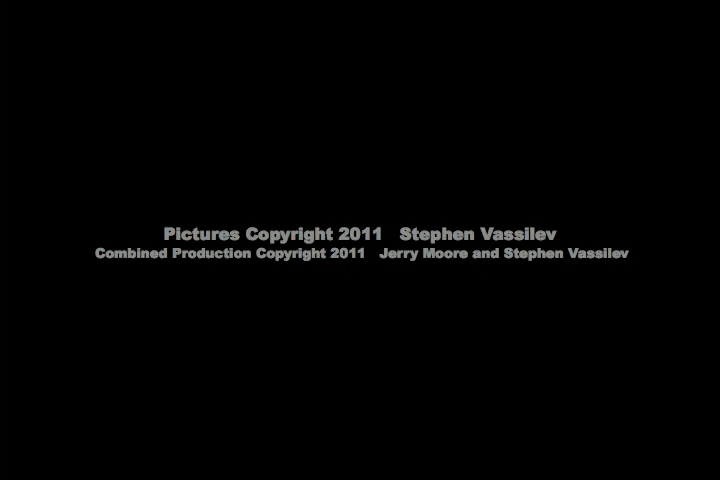 Pictures Copyright 2011   Stephen Vassilev
Combined Production Copyright 2011   Jerry Moore and Stephen Vassilev